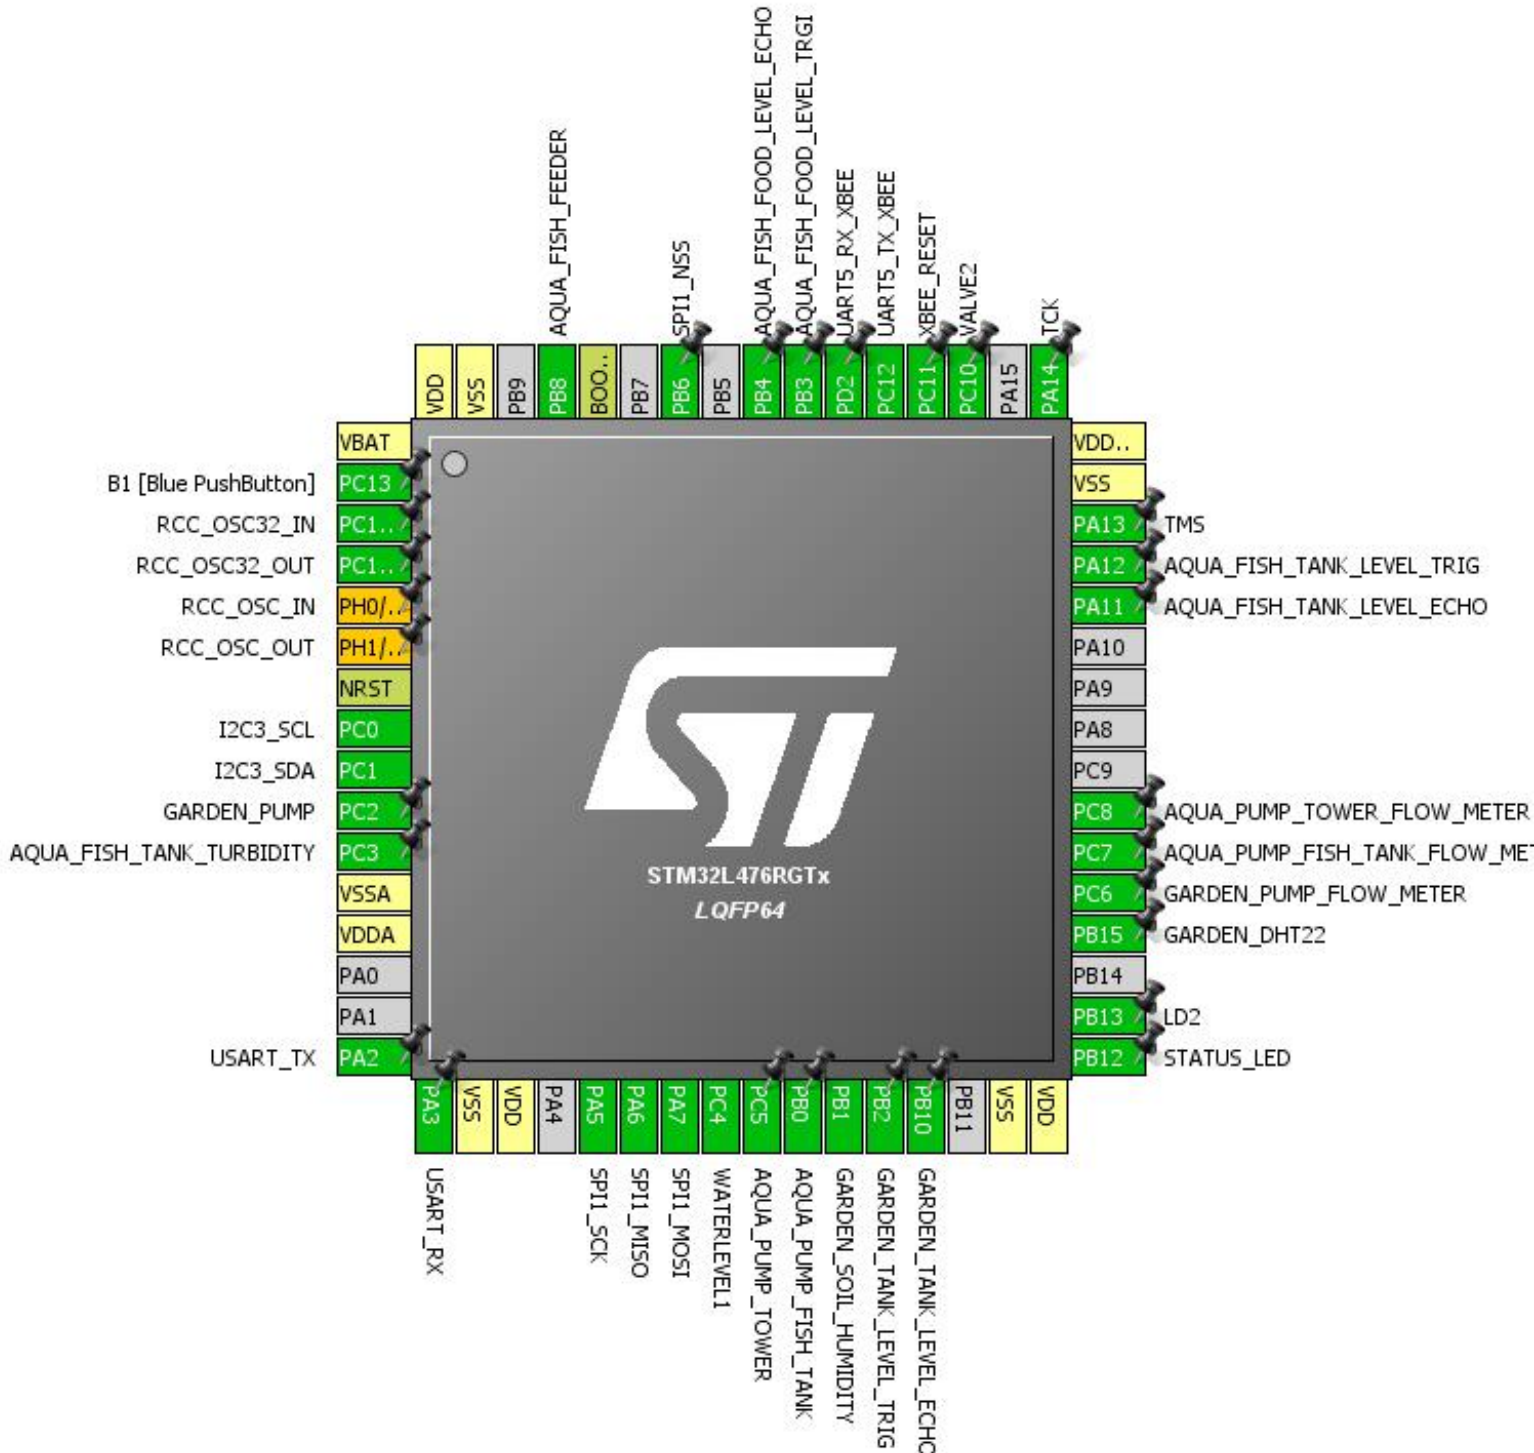 AQUA_FISH_FEEDER
SPI1_NSS
AQUA_FISH_FOOD_LEVEL_ECHO
AQUA_FISH_FOOD_LEVEL_TRGI
UART5_RX_XBEE
UART5_TX_XBEE
XBEE_RESET
VALVE2
TCK
VDD
VSS
PB9
PB8
BOO..
PB7
PB6
PB5
PB4
PB3
PD2
PC12
PC11
PC10
PA15
PA14
VBAT
B1 [Blue PushButton] PC13
RCC_OSC32_IN PC1..
RCC_OSC32_OUT PC1..
RCC_OSC_IN PH0/..
RCC_OSC_OUT PH1/..
NRST
I2C3_SCL PC0
I2C3_SDA PC1
GARDEN_PUMP PC2
AQUA_FISH_TANK_TURBIDITY PC3
VSSA
VDDA
PA0
PA1
USART_TX PA2
ST
STM32L476RGTx
LQFP64
VDD..
VSS
PA13 TMS
PA12 AQUA_FISH_TANK_LEVEL_TRIG
PA11 AQUA_FISH_TANK_LEVEL_ECHO
PA10
PA9
PA8
PC9
PC8 AQUA_PUMP_TOWER_FLOW_METER
PC7 AQUA_PUMP_FISH_TANK_FLOW_MET
PC6 GARDEN_PUMP_FLOW_METER
PB15 GARDEN_DHT22
PB14
PB13 LD2
PB12 STATUS_LED
PA3
VSS
VDD
PA4
PA5
PA6
PA7
PC4
PC5
PB0
PB1
PB2
PB10
PB11
VSS
VDD
USART_RX
SPI1_SCK
SPI1_MISO
SPI1_MOSI
WATERLEVEL1
AQUA_PUMP_TOWER
AQUA_PUMP_FISH_TANK
GARDEN_SOIL_HUMIDITY
GARDEN_TANK_LEVEL_TRIG
GARDEN_TANK_LEVEL_ECHO